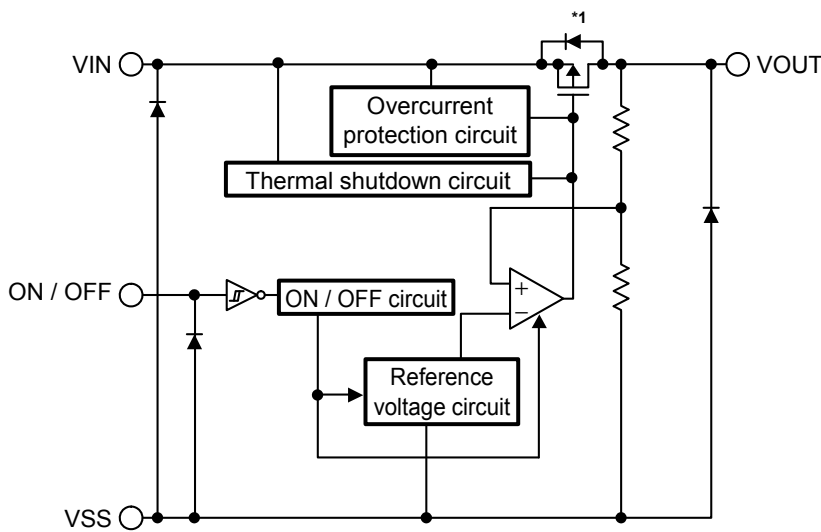 *1
VIN
VOUT
Overcurrent
protection circuit
Thermal shutdown circuit
ON / OFF
ON / OFF circuit
+
−
Reference
voltage circuit
VSS